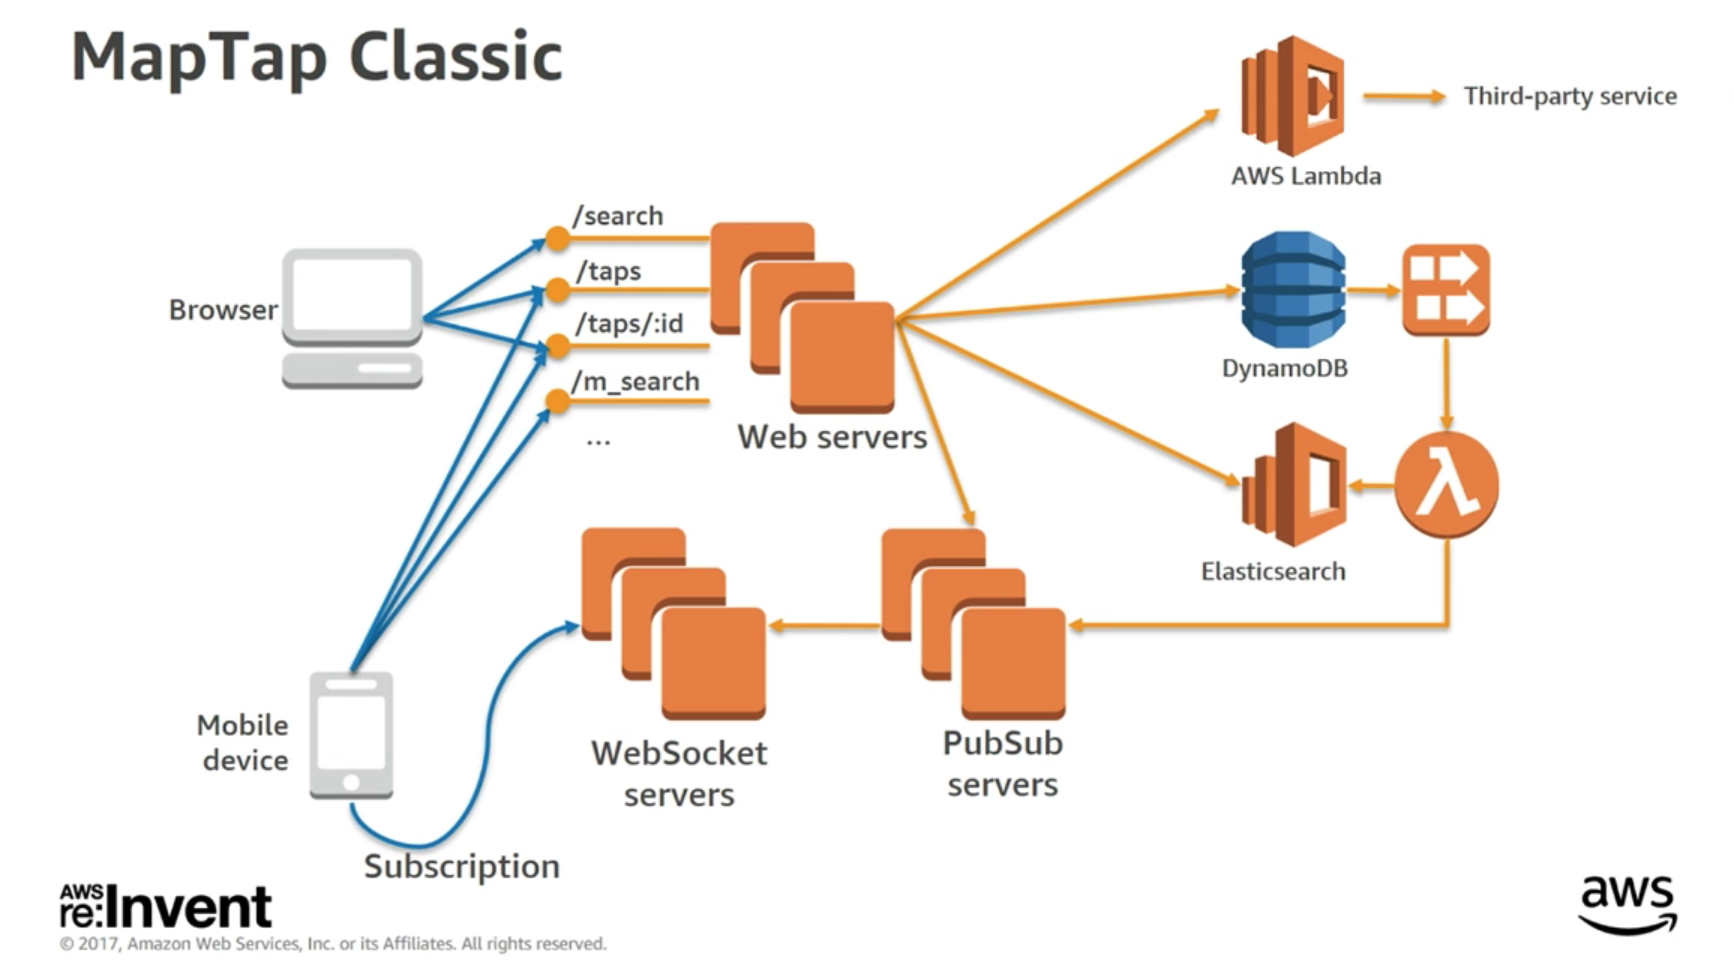 MapTap Classic
Third-party service
AWS Lambda
/search
/taps
Browser
/taps/:id
DynamoDB
/m_search
...
Web servers
λ
Elasticsearch
Mobile
device
WebSocket
servers
PubSub
servers
Subscription
AWS
re:Invent
aws
© 2017, Amazon Web Services, Inc. or its Affiliates. All rights reserved.